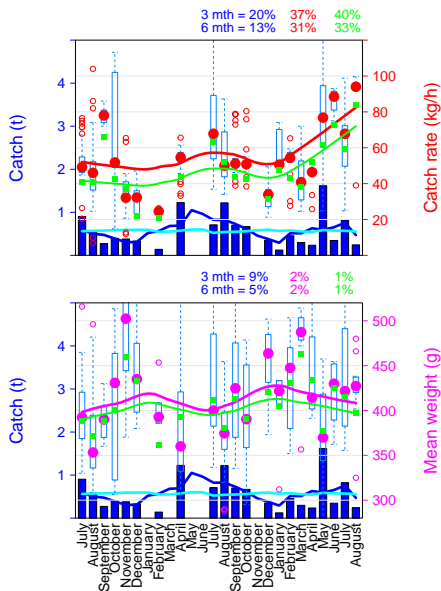 3 mth = 20% 37% 40%
6 mth = 13% 31% 33%
5
4
3
2
1
Catch (t)
100
80
60
40
20
Catch rate (kg/h)
3 mth = 9% 2% 1%
6 mth = 5% 2% 1%
5
4
3
2
1
Catch (t)
500
450
400
350
300
Mean weight (g)
July
August
September
October
November
December
January
February
March
April
May
June
July
August
September
October
November
December
January
February
March
April
May
June
July
August